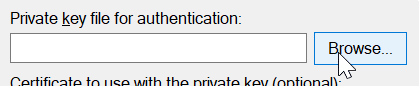 Private key file for authentication:
Browse...
Certificate to use with the private key (optional):